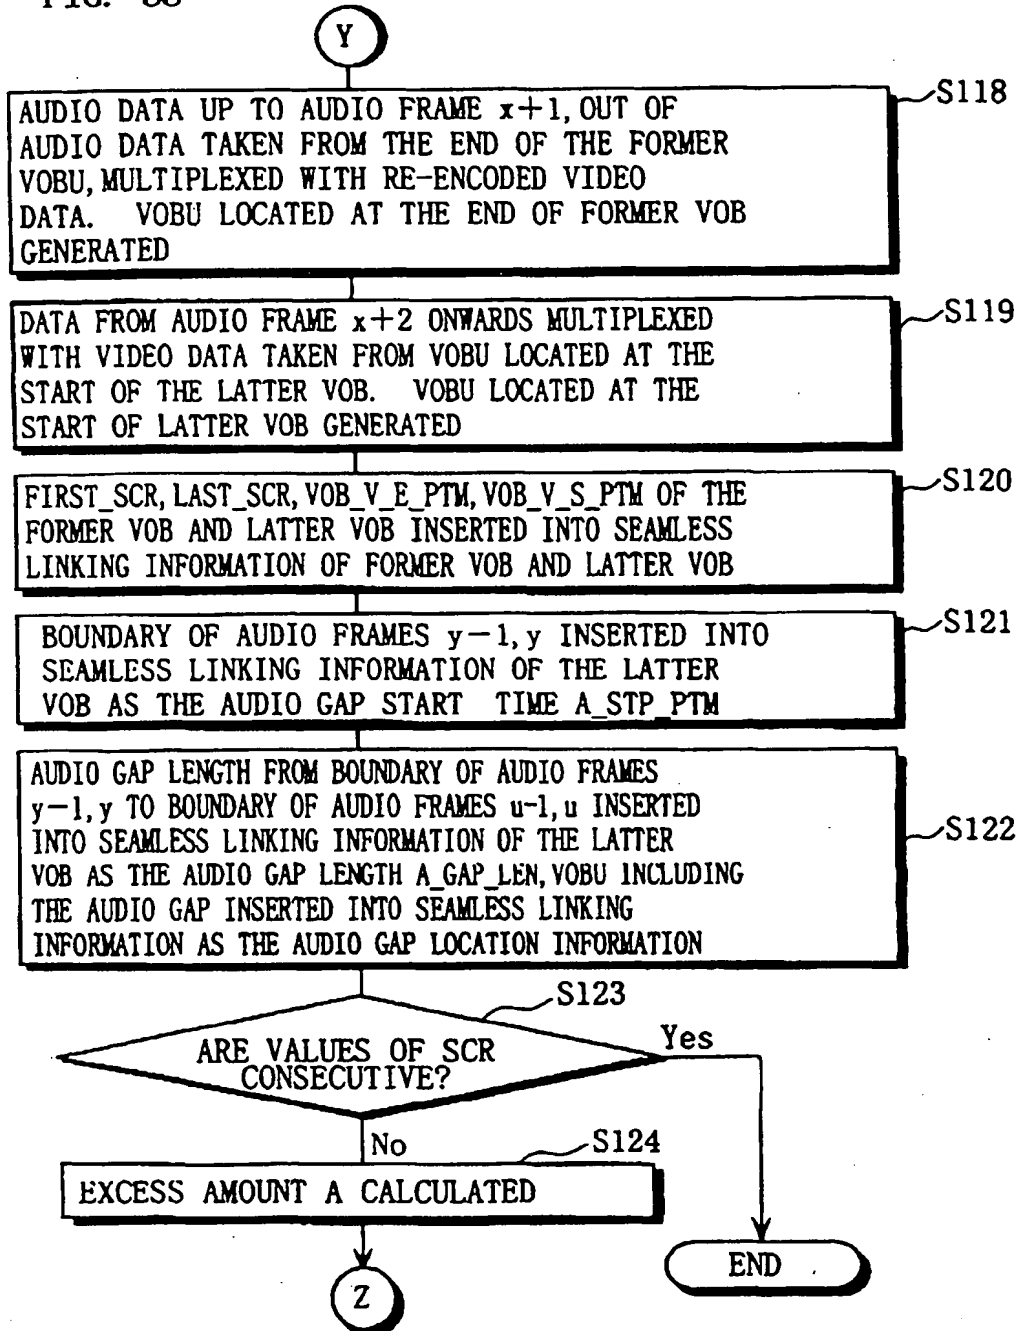 Y
S118
AUDIO DATA UP TO AUDIO FRAME x+1, OUT OF
AUDIO DATA TAKEN FROM THE END OF THE FORMER
VOBU, MULTIPLEXED WITH RE-ENCODED VIDEO
DATA. VOBU LOCATED AT THE END OF FORMER VOB
GENERATED
S119
DATA FROM AUDIO FRAME x+2 ONWARDS MULTIPLEXED
WITH VIDEO DATA TAKEN FROM VOBU LOCATED AT THE
START OF THE LATTER VOB. VOBU LOCATED AT THE
START OF LATTER VOB GENERATED
S120
FIRST_SCR, LAST_SCR, VOB_V_E_PTM, VOB_V_S_PTM OF THE
FORMER VOB AND LATTER VOB INSERTED INTO SEAMLESS
LINKING INFORMATION OF FORMER VOB AND LATTER VOB
S121
BOUNDARY OF AUDIO FRAMES y-1, y INSERTED INTO
SEAMLESS LINKING INFORMATION OF THE LATTER
VOB AS THE AUDIO GAP START TIME A_STP_PTM
S122
AUDIO GAP LENGTH FROM BOUNDARY OF AUDIO FRAMES
y-1, y TO BOUNDARY OF AUDIO FRAMES u-1, u INSERTED
INTO SEAMLESS LINKING INFORMATION OF THE LATTER
VOB AS THE AUDIO GAP LENGTH A_GAP_LEN, VOBU INCLUDING
THE AUDIO GAP INSERTED INTO SEAMLESS LINKING
INFORMATION AS THE AUDIO GAP LOCATION INFORMATION
S123
ARE VALUES OF SCR
CONSECUTIVE?
Yes
No
S124
EXCESS AMOUNT A CALCULATED
END
Z